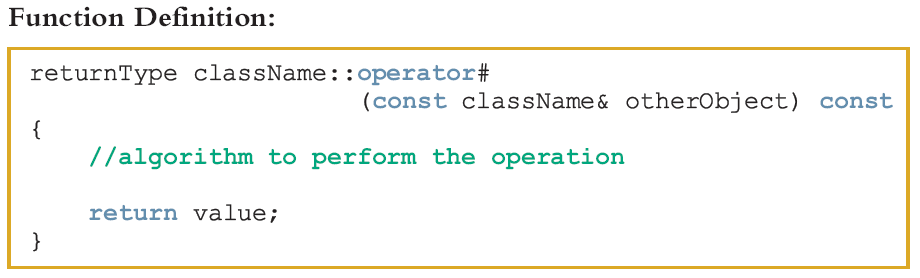 Function Definition:
returnType className::operator#
(const className& otherObject) const
{
//algorithm to perform the operation
return value;
}